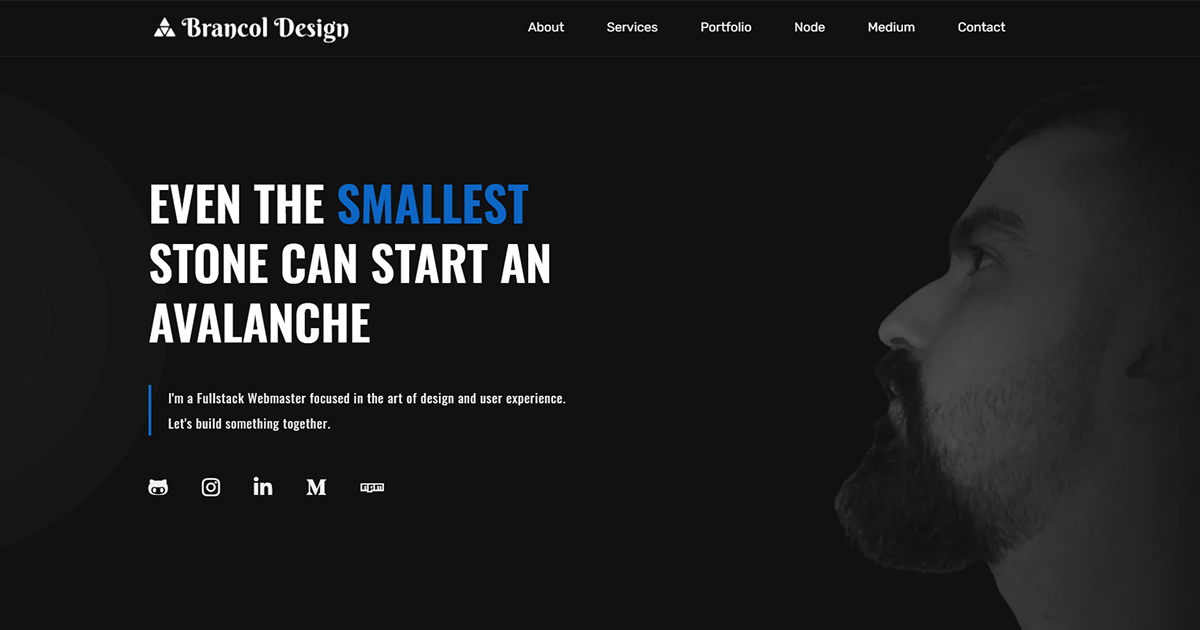 Brancol Design
About Services Portfolio Node Medium Contact
EVEN THE SMALLEST
STONE CAN START AN
AVALANCHE
I'm a Fullstack Webmaster focused in the art of design and user experience.
Let's build something together.
in M npm